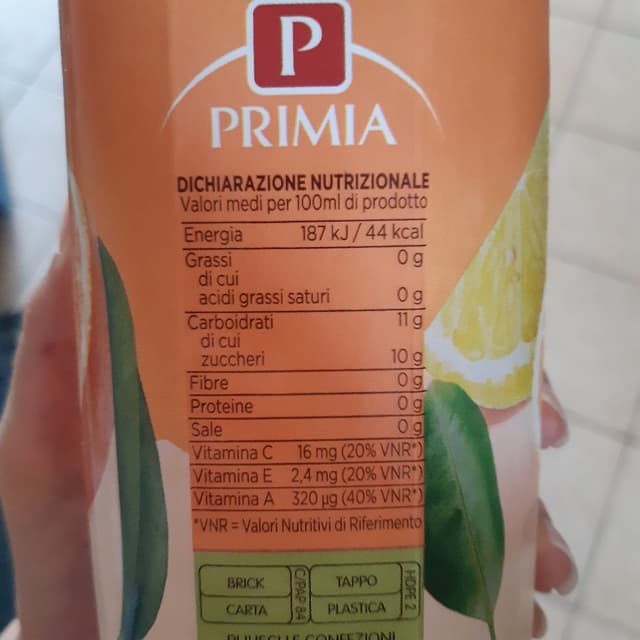 P
PRIMIA
DICHIARAZIONE NUTRIZIONALE
Valori medi per 100ml di prodotto
Energia 187 kJ / 44 kcal
Grassi 0 g
di cui
acidi grassi saturi 0 g
Carboidrati 11 g
di cui
zuccheri 10 g
Fibre 0 g
Proteine 0 g
Sale 0 g
Vitamina C 16 mg (20% VNR*)
Vitamina E 2,4 mg (20% VNR*)
Vitamina A 320 µg (40% VNR*)
*VNR = Valori Nutritivi di Riferimento
BRICK C/PAP 84 TAPPO HDPE 2
CARTA PLASTICA
CONFEZIONI